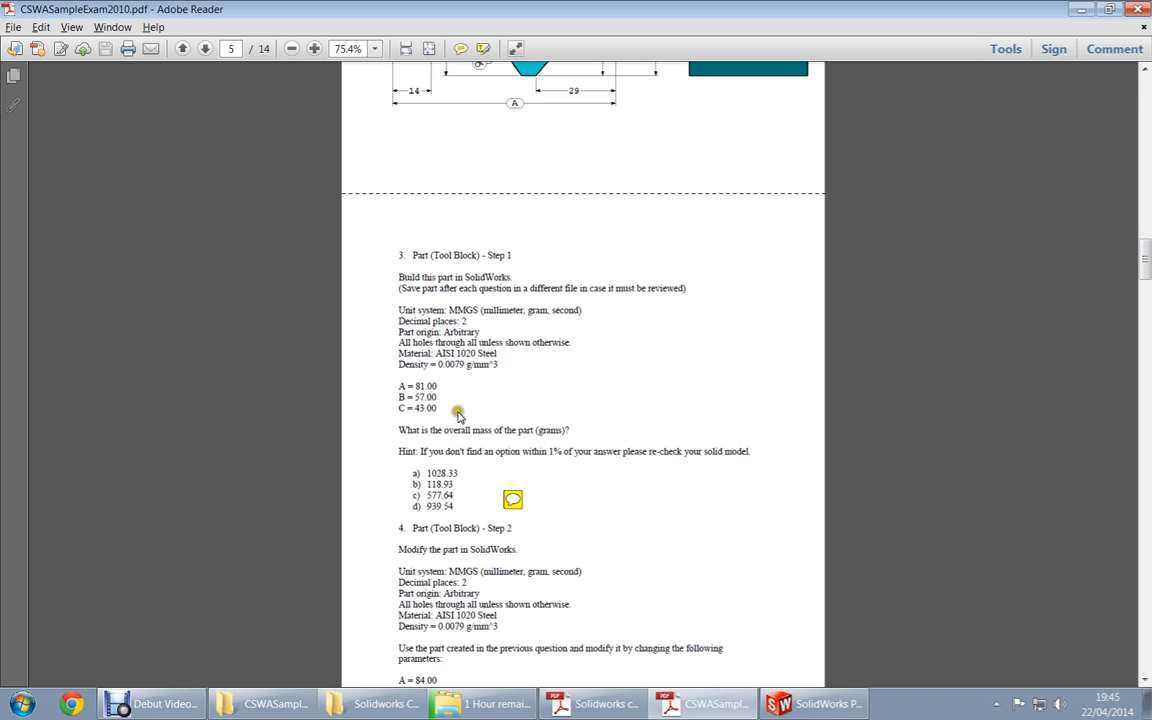 CSWASampleExam2010.pdf - Adobe Reader
File Edit View Window Help
5 / 14 75.4% Tools Sign Comment
14 29
A
3. Part (Tool Block) - Step 1
Build this part in SolidWorks.
(Save part after each question in a different file in case it must be reviewed)
Unit system: MMGS (millimeter, gram, second)
Decimal places: 2
Part origin: Arbitrary
All holes through all unless shown otherwise.
Material: AISI 1020 Steel
Density = 0.0079 g/mm^3
A = 81.00
B = 57.00
C = 43.00
What is the overall mass of the part (grams)?
Hint: If you don't find an option within 1% of your answer please re-check your solid model.
a) 1028.33
b) 118.93
c) 577.64
d) 939.54
4. Part (Tool Block) - Step 2
Modify the part in SolidWorks.
Unit system: MMGS (millimeter, gram, second)
Decimal places: 2
Part origin: Arbitrary
All holes through all unless shown otherwise.
Material: AISI 1020 Steel
Density = 0.0079 g/mm^3
Use the part created in the previous question and modify it by changing the following
parameters:
A = 84.00
Debut Video... CSWASampl... Solidworks C... 1 Hour remai... Solidworks c... CSWASampl... SolidWorks P... 19:45
22/04/2014